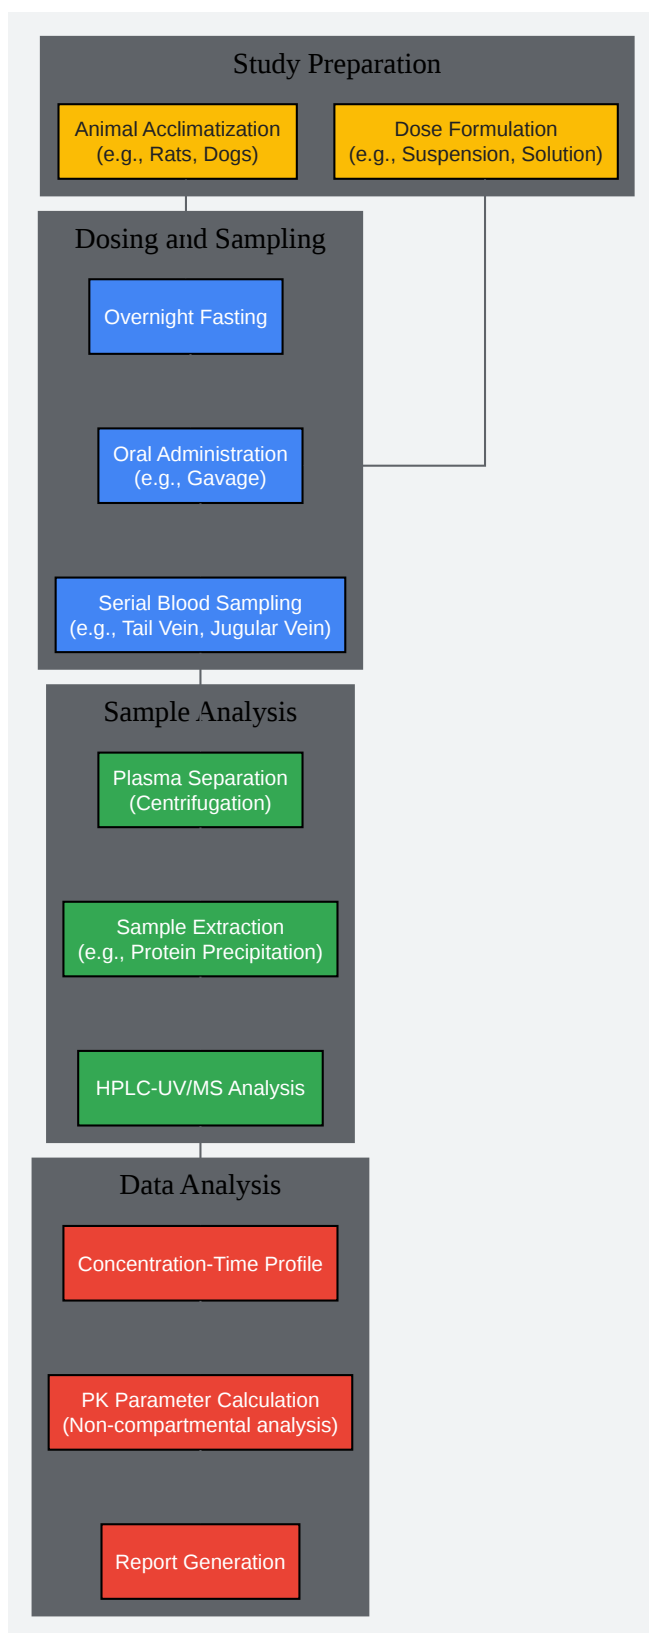 Study Preparation
Animal Acclimatization
(e.g., Rats, Dogs)
Dose Formulation
(e.g., Suspension, Solution)
Dosing and Sampling
Overnight Fasting
Oral Administration
(e.g., Gavage)
Serial Blood Sampling
(e.g., Tail Vein, Jugular Vein)
Sample Analysis
Plasma Separation
(Centrifugation)
Sample Extraction
(e.g., Protein Precipitation)
HPLC-UV/MS Analysis
Data Analysis
Concentration-Time Profile
PK Parameter Calculation
(Non-compartmental analysis)
Report Generation